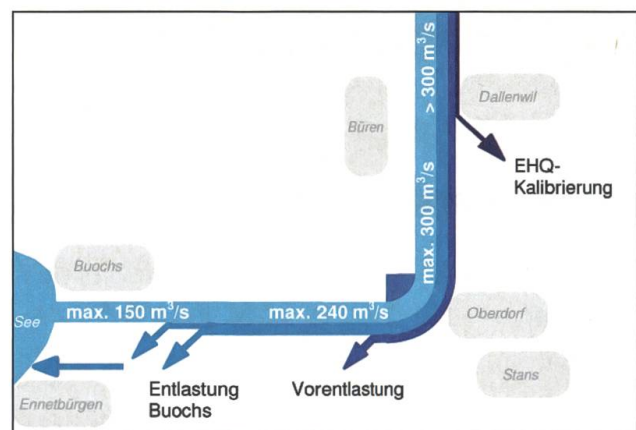 > 300 m³/s
Dallenwil
Büren
EHQ-
Kalibrierung
max. 300 m³/s
Buochs
See
max. 150 m³/s
max. 240 m³/s
Oberdorf
Entlastung
Buochs
Vorentlastung
Stans
Ennetbürgen